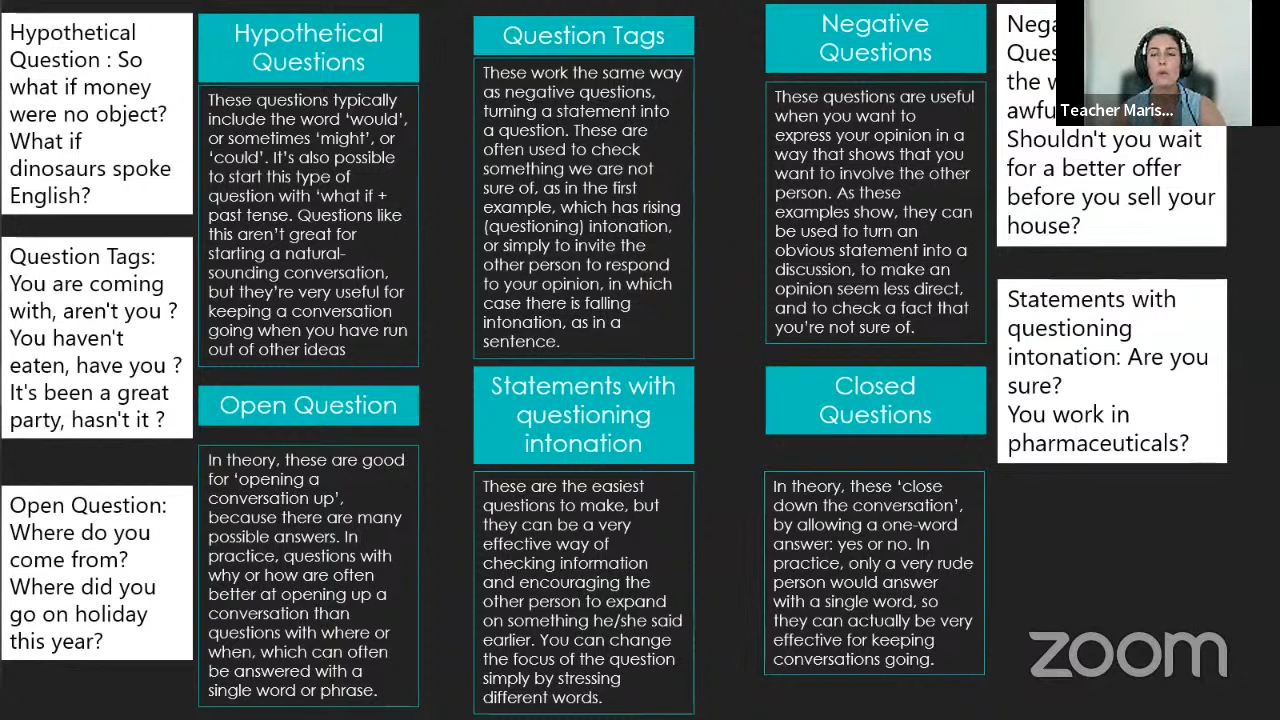 Hypothetical
Question : So
what if money
were no object?
What if
dinosaurs spoke
English?
Question Tags:
You are coming
with, aren't you ?
You haven't
eaten, have you ?
It's been a great
party, hasn't it ?
Open Question:
Where do you
come from?
Where did you
go on holiday
this year?
Hypothetical
Questions
These questions typically
include the word ‘would’,
or sometimes ‘might’, or
‘could’. It’s also possible
to start this type of
question with ‘what if +
past tense. Questions like
this aren’t great for
starting a natural-
sounding conversation,
but they’re very useful for
keeping a conversation
going when you have run
out of other ideas
Open Question
In theory, these are good
for ‘opening a
conversation up’,
because there are many
possible answers. In
practice, questions with
why or how are often
better at opening up a
conversation than
questions with where or
when, which can often
be answered with a
single word or phrase.
Question Tags
These work the same way
as negative questions,
turning a statement into
a question. These are
often used to check
something we are not
sure of, as in the first
example, which has rising
(questioning) intonation,
or simply to invite the
other person to respond
to your opinion, in which
case there is falling
intonation, as in a
sentence.
Statements with
questioning
intonation
These are the easiest
questions to make, but
they can be a very
effective way of
checking information
and encouraging the
other person to expand
on something he/she said
earlier. You can change
the focus of the question
simply by stressing
different words.
Negative
Questions
These questions are useful
when you want to
express your opinion in a
way that shows that you
want to involve the other
person. As these
examples show, they can
be used to turn an
obvious statement into a
discussion, to make an
opinion seem less direct,
and to check a fact that
you’re not sure of.
Closed
Questions
In theory, these ‘close
down the conversation’,
by allowing a one-word
answer: yes or no. In
practice, only a very rude
person would answer
with a single word, so
they can actually be very
effective for keeping
conversations going.
the
Shouldn't you wait
for a better offer
before you sell your
house?
Statements with
questioning
intonation: Are you
sure?
You work in
pharmaceuticals?
Teacher Maris...
zoom